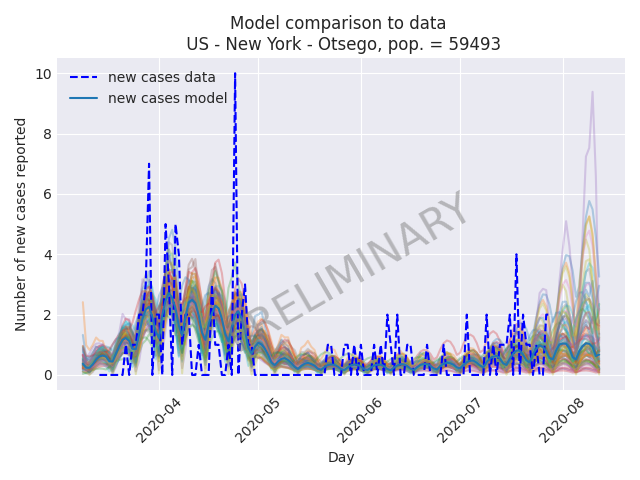 Model comparison to data
US - New York - Otsego, pop. = 59493
new cases data
new cases model
PRELIMINARY
Number of new cases reported
10
8
6
4
2
0
2020-04
2020-05
2020-06
2020-07
2020-08
Day